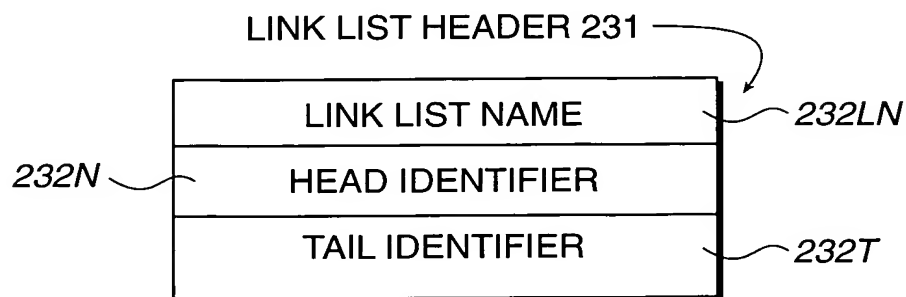 LINK LIST HEADER 231
LINK LIST NAME
232LN
232N
HEAD IDENTIFIER
TAIL IDENTIFIER
232T